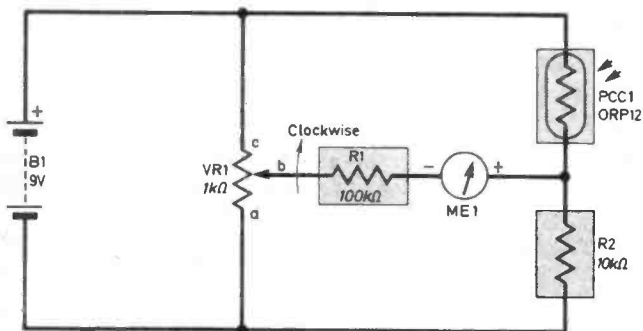 +
B1
9V
VR1
1kΩ
c
b
a
Clockwise
R1
100kΩ
−
+
ME1
PCC1
ORP12
R2
10kΩ